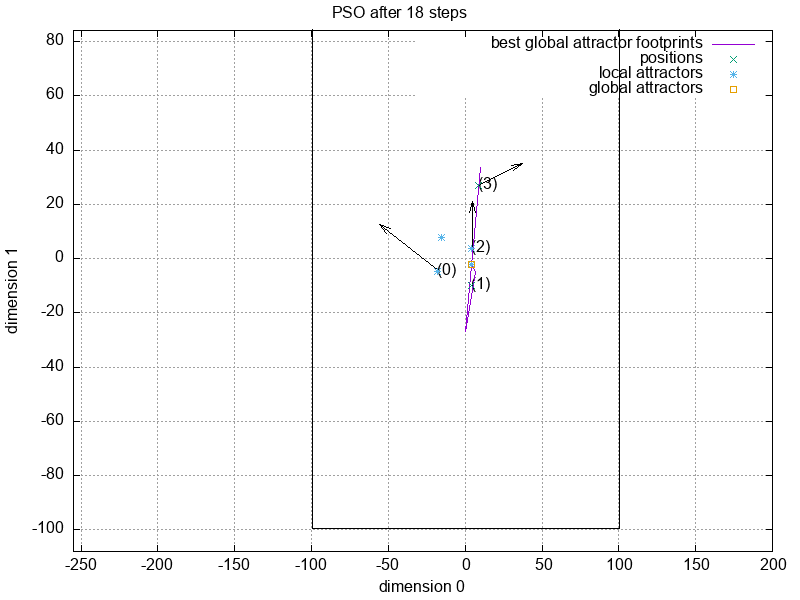 PSO after 18 steps
best global attractor footprints
positions
local attractors
global attractors
80
60
40
20
0
-20
-40
-60
-80
-100
dimension 1
(3)
(2)
(0)
(1)
-250 -200 -150 -100 -50 0 50 100 150 200
dimension 0